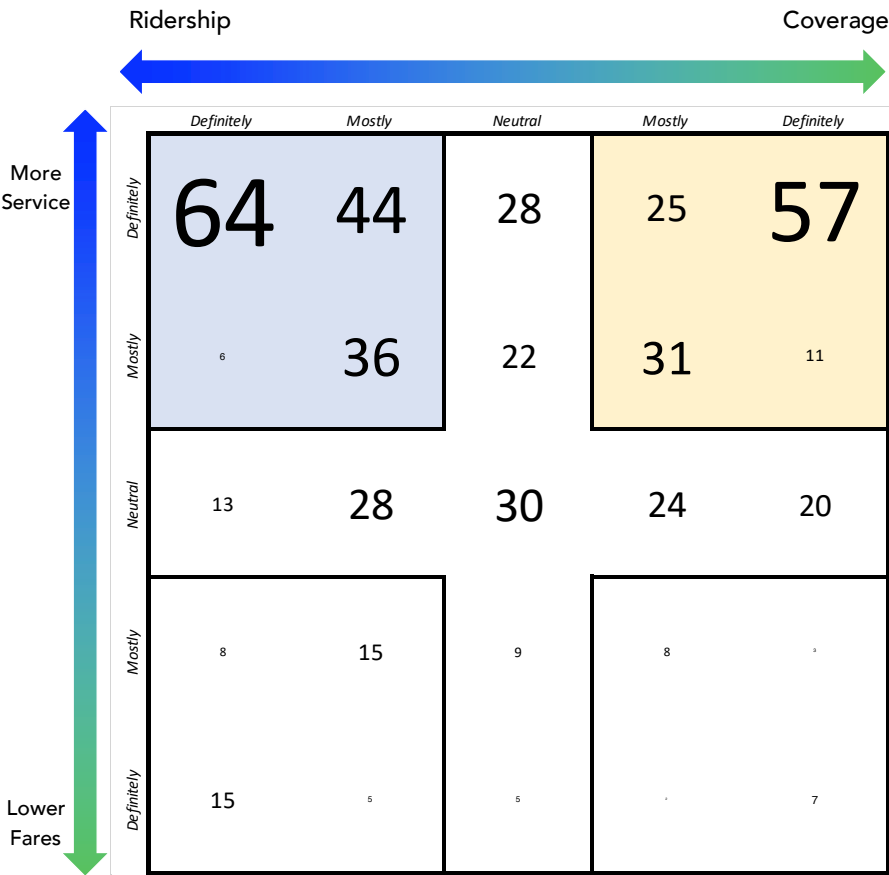 Ridership Coverage
Definitely Mostly Neutral Mostly Definitely
More
Service
Definitely
64 44 28 25 57
Mostly
6 36 22 31 11
Neutral
13 28 30 24 20
Mostly
8 15 9 8 3
Lower
Fares
Definitely
15 5 5 7